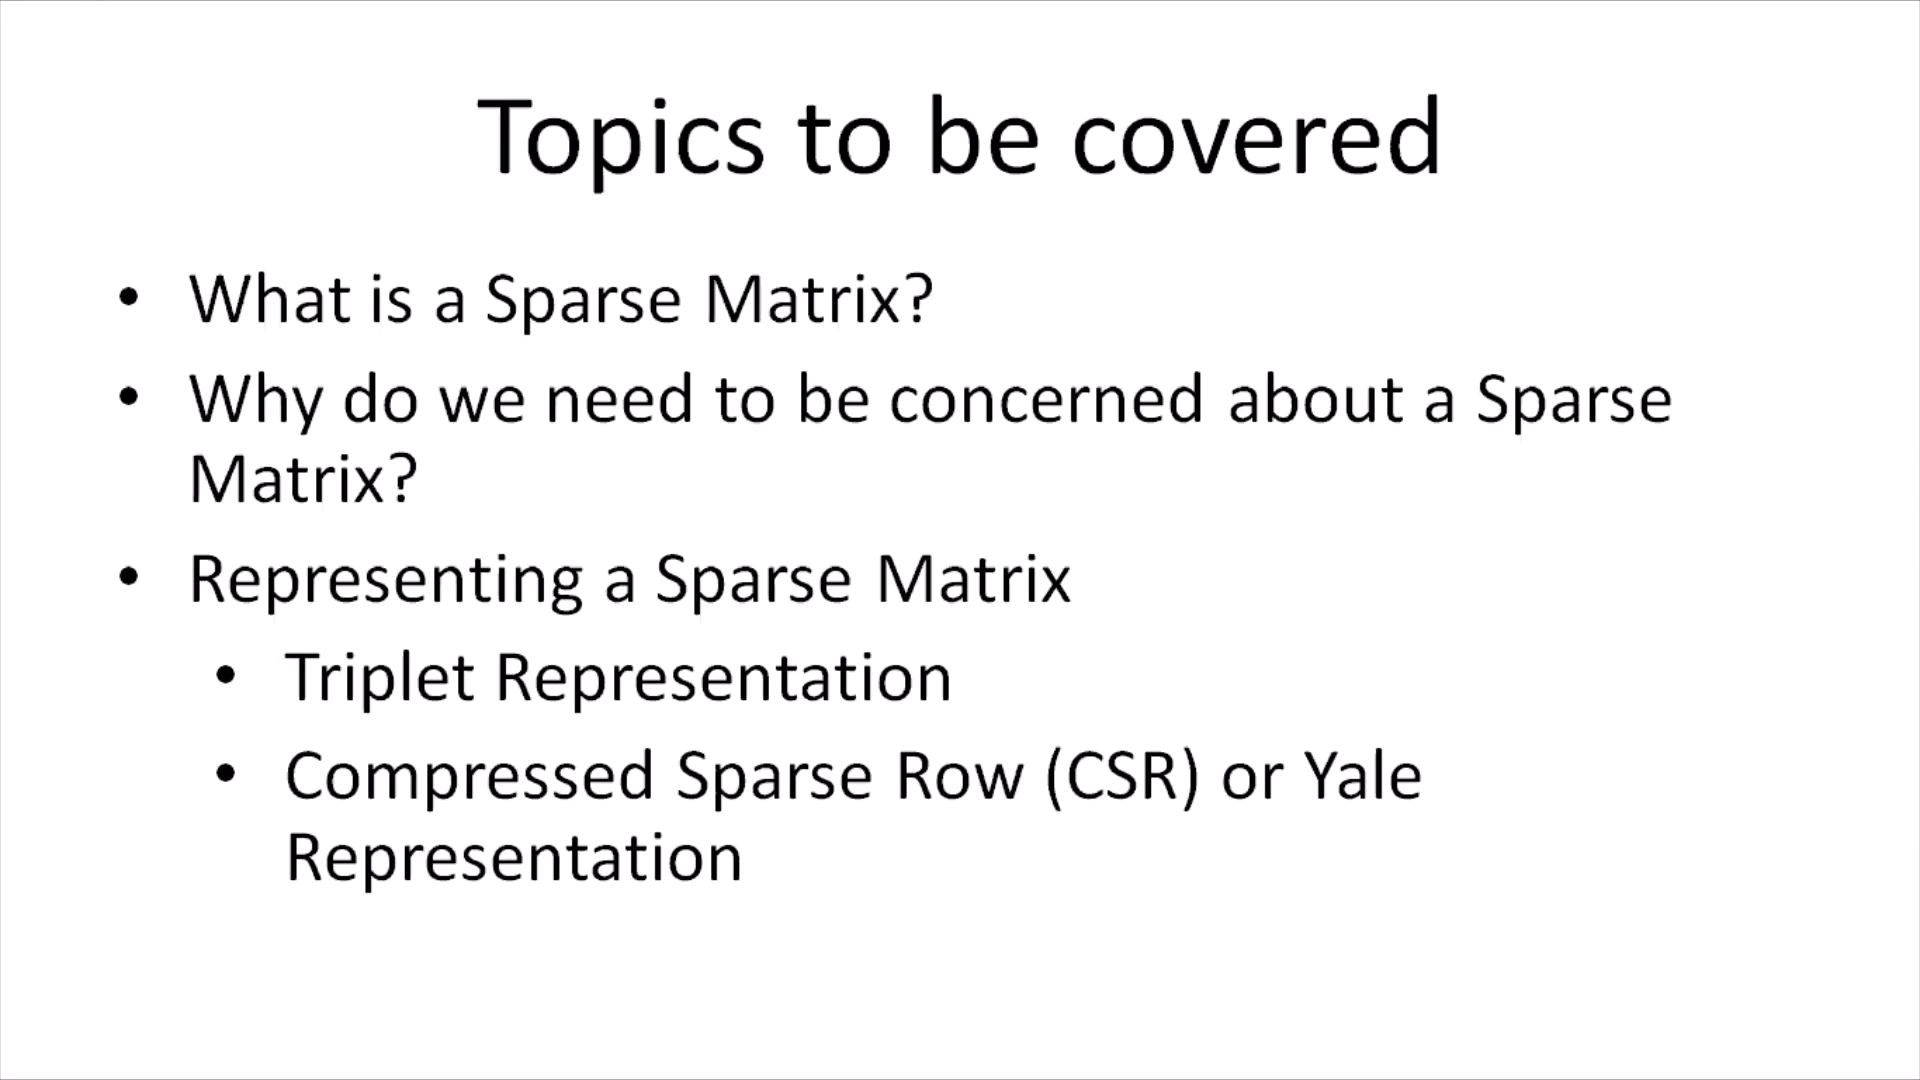 Topics to be covered
• What is a Sparse Matrix?
• Why do we need to be concerned about a Sparse
Matrix?
• Representing a Sparse Matrix
• Triplet Representation
• Compressed Sparse Row (CSR) or Yale
Representation